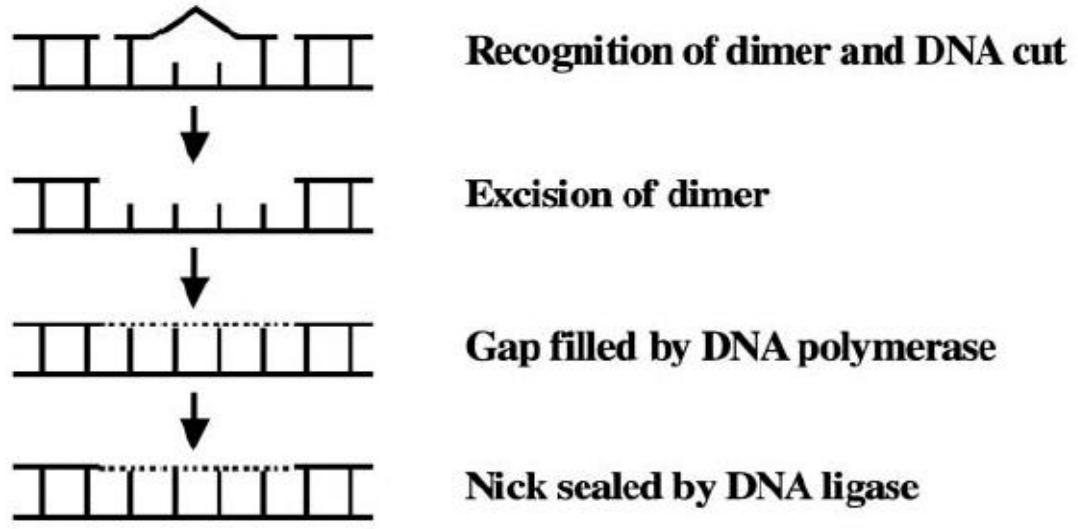 Recognition of dimer and DNA cut
Excision of dimer
Gap filled by DNA polymerase
Nick sealed by DNA ligase